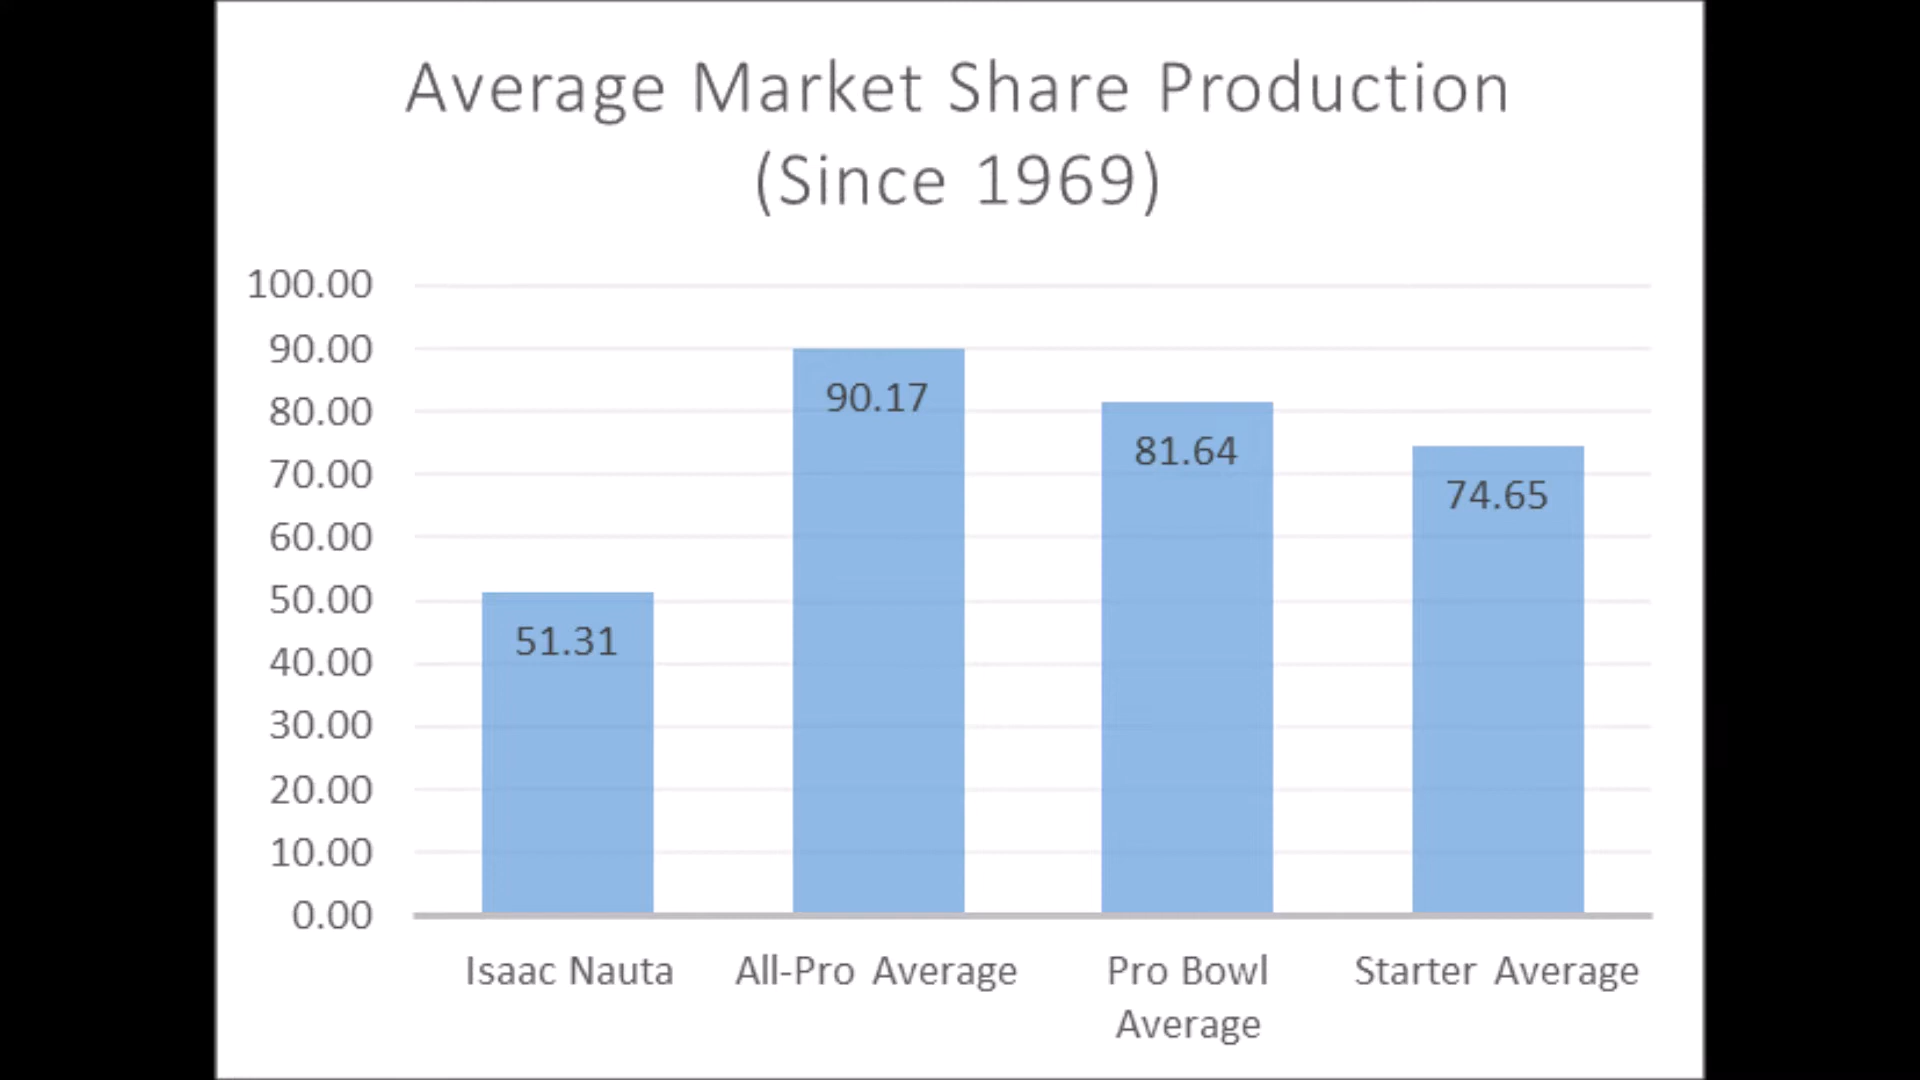 Average Market Share Production
(Since 1969)
100.00
90.00
80.00
70.00
60.00
50.00
40.00
30.00
20.00
10.00
0.00
51.31
90.17
81.64
74.65
Isaac Nauta
All-Pro Average
Pro Bowl
Average
Starter Average